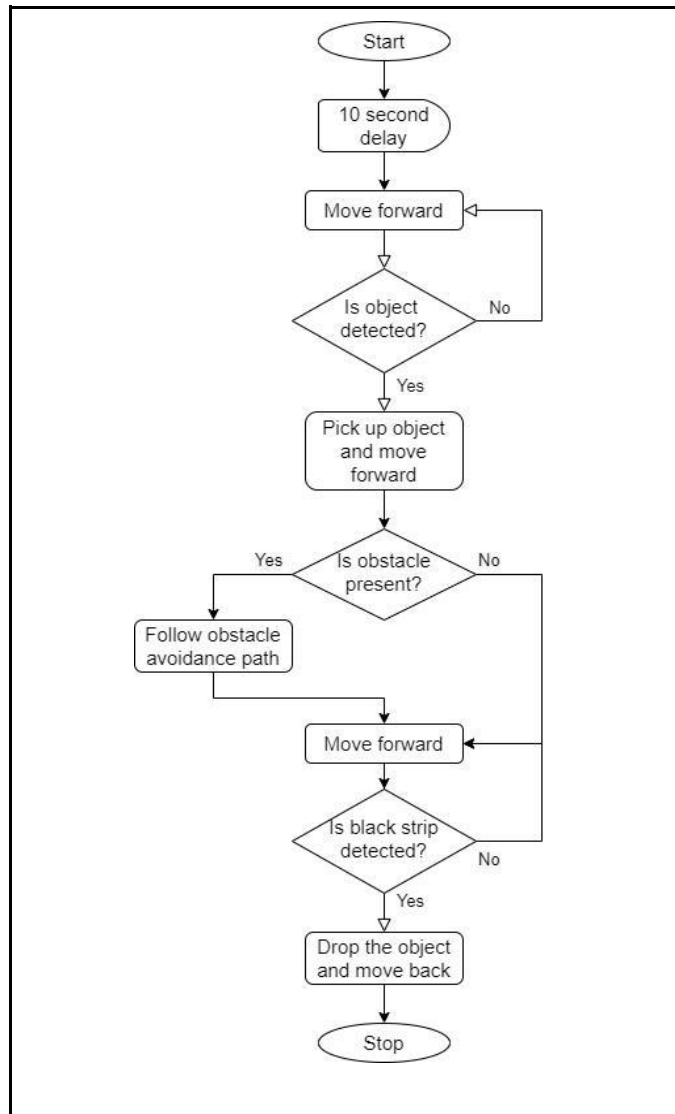 Start
10 second
delay
Move forward
Is object
detected?
No
Yes
Pick up object
and move
forward
Yes
Is obstacle
present?
No
Follow obstacle
avoidance path
Move forward
Is black strip
detected?
No
Yes
Drop the object
and move back
Stop